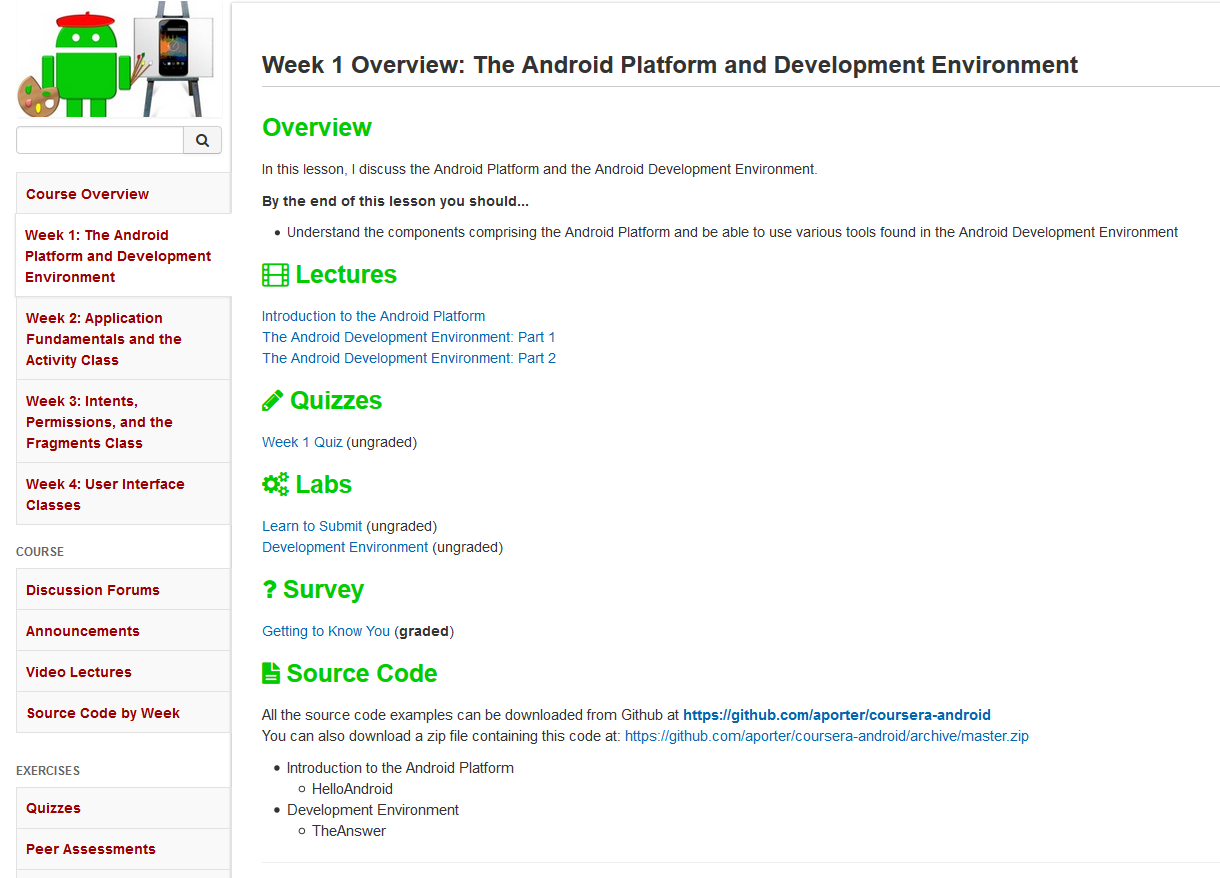 Course Overview
Week 1: The Android
Platform and Development
Environment
Week 2: Application
Fundamentals and the
Activity Class
Week 3: Intents,
Permissions, and the
Fragments Class
Week 4: User Interface
Classes
COURSE
Discussion Forums
Announcements
Video Lectures
Source Code by Week
EXERCISES
Quizzes
Peer Assessments
Week 1 Overview: The Android Platform and Development Environment
Overview
In this lesson, I discuss the Android Platform and the Android Development Environment.
By the end of this lesson you should...
• Understand the components comprising the Android Platform and be able to use various tools found in the Android Development Environment
Lectures
Introduction to the Android Platform
The Android Development Environment: Part 1
The Android Development Environment: Part 2
Quizzes
Week 1 Quiz (ungraded)
Labs
Learn to Submit (ungraded)
Development Environment (ungraded)
? Survey
Getting to Know You (graded)
Source Code
All the source code examples can be downloaded from Github at https://github.com/aporter/coursera-android
You can also download a zip file containing this code at: https://github.com/aporter/coursera-android/archive/master.zip
• Introduction to the Android Platform
○ HelloAndroid
• Development Environment
○ TheAnswer